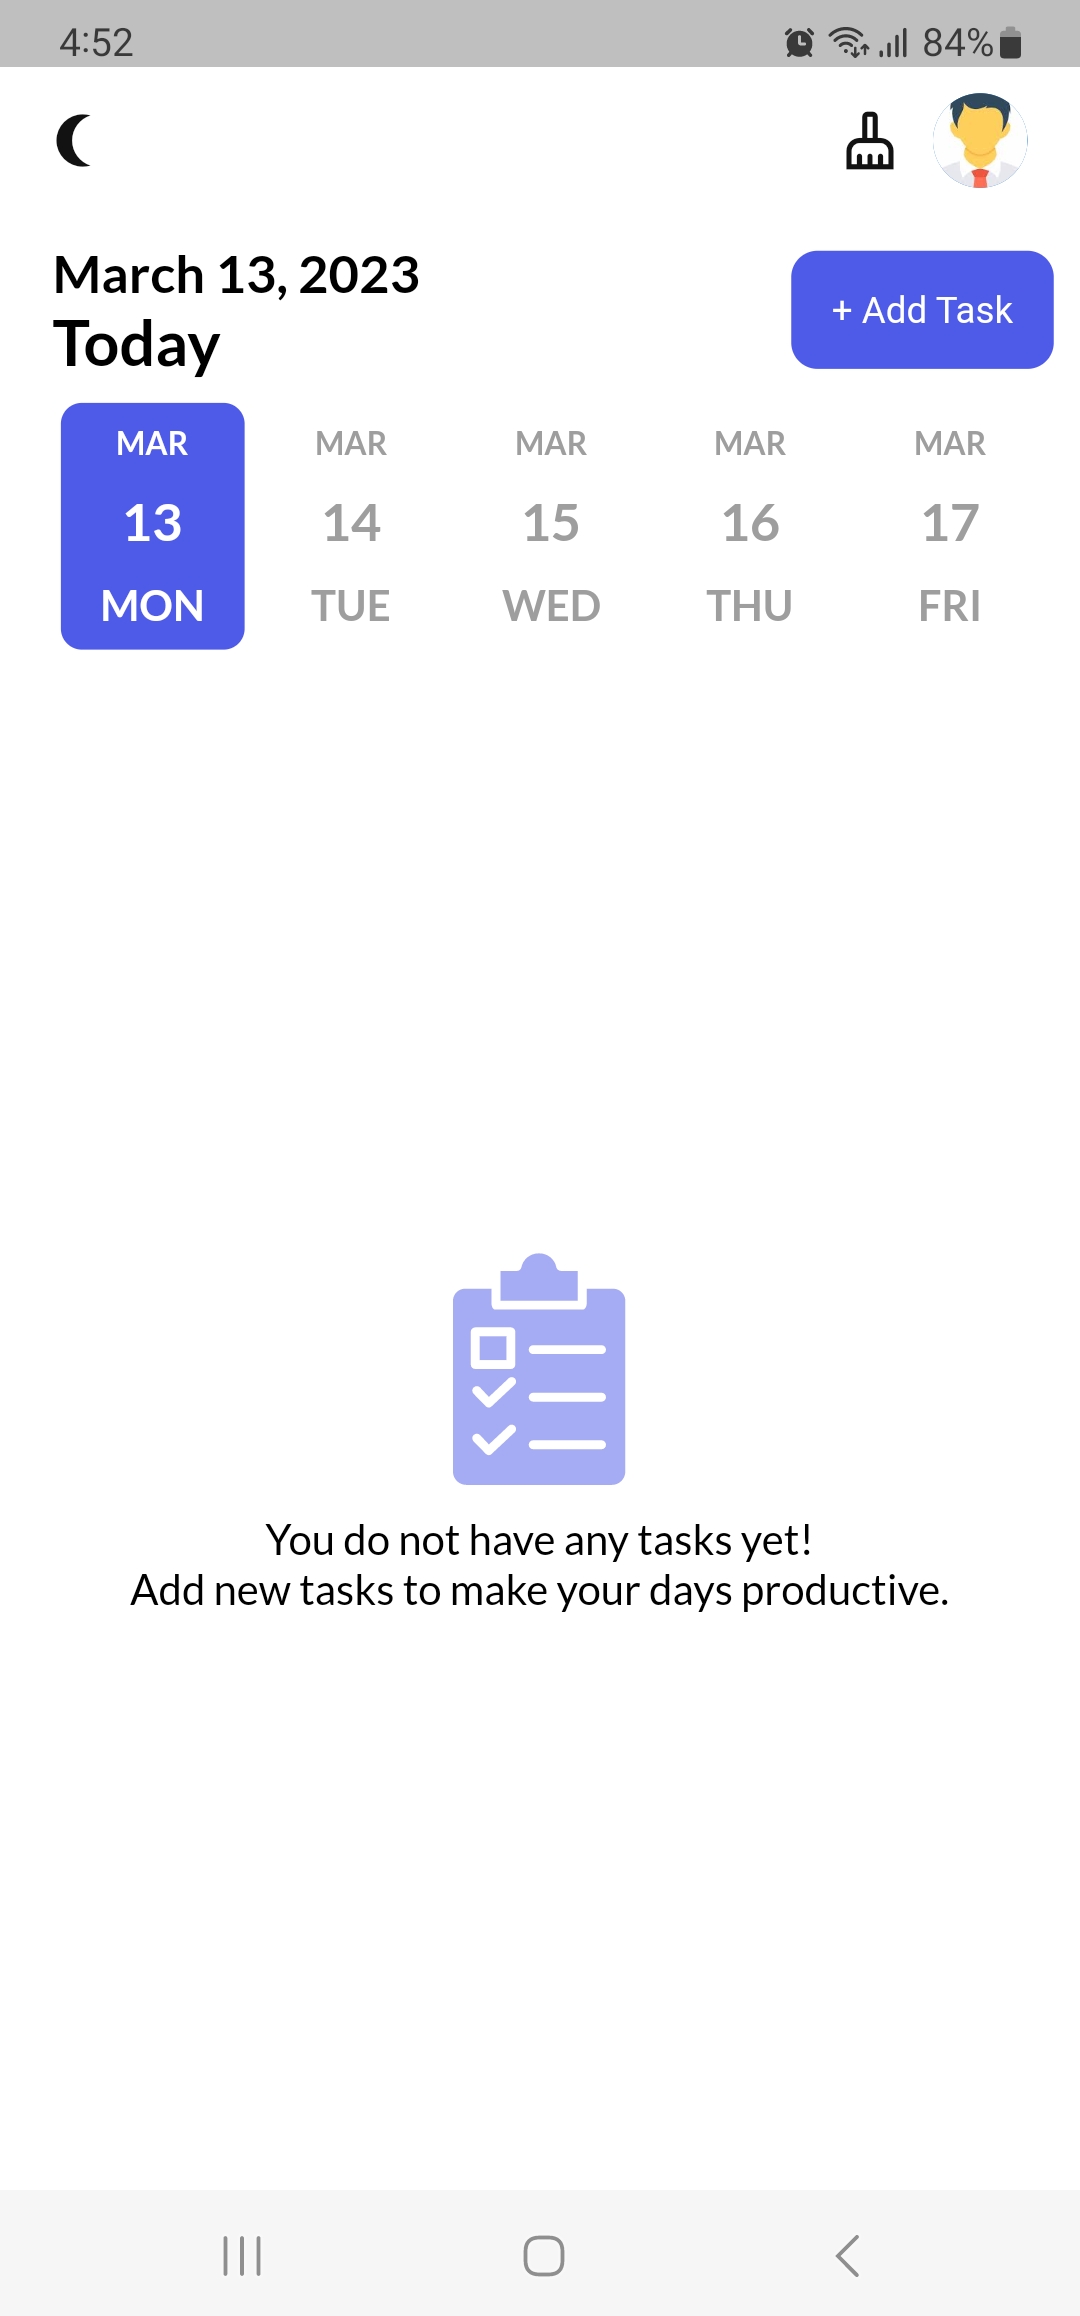 4:52 84%
March 13, 2023
Today
+ Add Task
MAR MAR MAR MAR MAR
13 14 15 16 17
MON TUE WED THU FRI
You do not have any tasks yet!
Add new tasks to make your days productive.